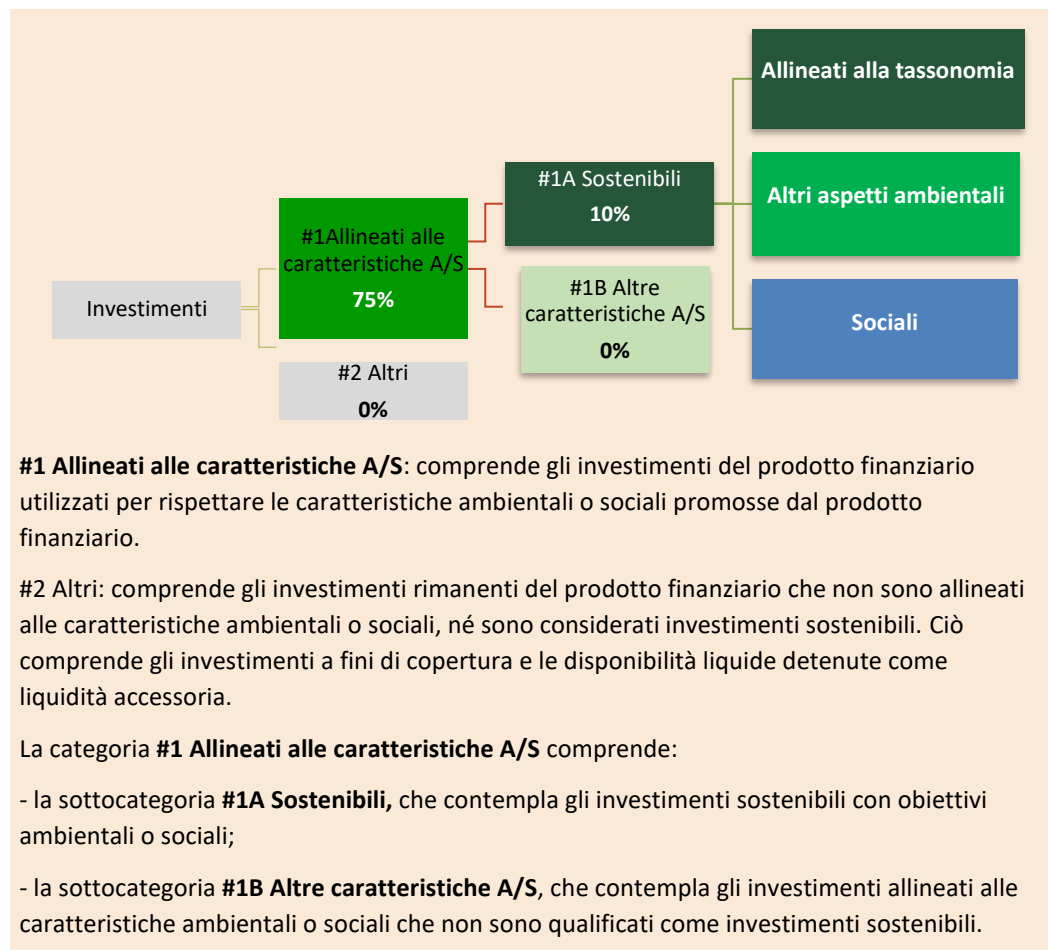 Allineati alla tassonomia
#1A Sostenibili
10%
Altri aspetti ambientali
#1Allineati alle
caratteristiche A/S
75%
Investimenti
#1B Altre
caratteristiche A/S
0%
Sociali
#2 Altri
0%
#1 Allineati alle caratteristiche A/S: comprende gli investimenti del prodotto finanziario
utilizzati per rispettare le caratteristiche ambientali o sociali promosse dal prodotto
finanziario.
#2 Altri: comprende gli investimenti rimanenti del prodotto finanziario che non sono allineati
alle caratteristiche ambientali o sociali, né sono considerati investimenti sostenibili. Ciò
comprende gli investimenti a fini di copertura e le disponibilità liquide detenute come
liquidità accessoria.
La categoria #1 Allineati alle caratteristiche A/S comprende:
- la sottocategoria #1A Sostenibili, che contempla gli investimenti sostenibili con obiettivi
ambientali o sociali;
- la sottocategoria #1B Altre caratteristiche A/S, che contempla gli investimenti allineati alle
caratteristiche ambientali o sociali che non sono qualificati come investimenti sostenibili.